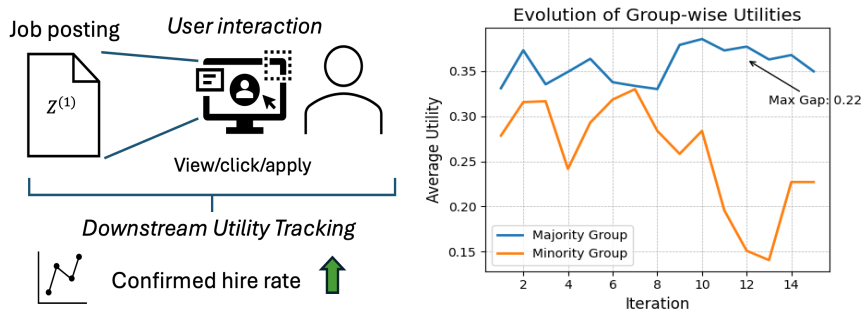 Job posting
User interaction
Z(1)
View/click/apply
Downstream Utility Tracking
Confirmed hire rate
Evolution of Group-wise Utilities
Average Utility
0.35
0.30
0.25
0.20
0.15
Max Gap: 0.22
Majority Group
Minority Group
2 4 6 8 10 12 14
Iteration